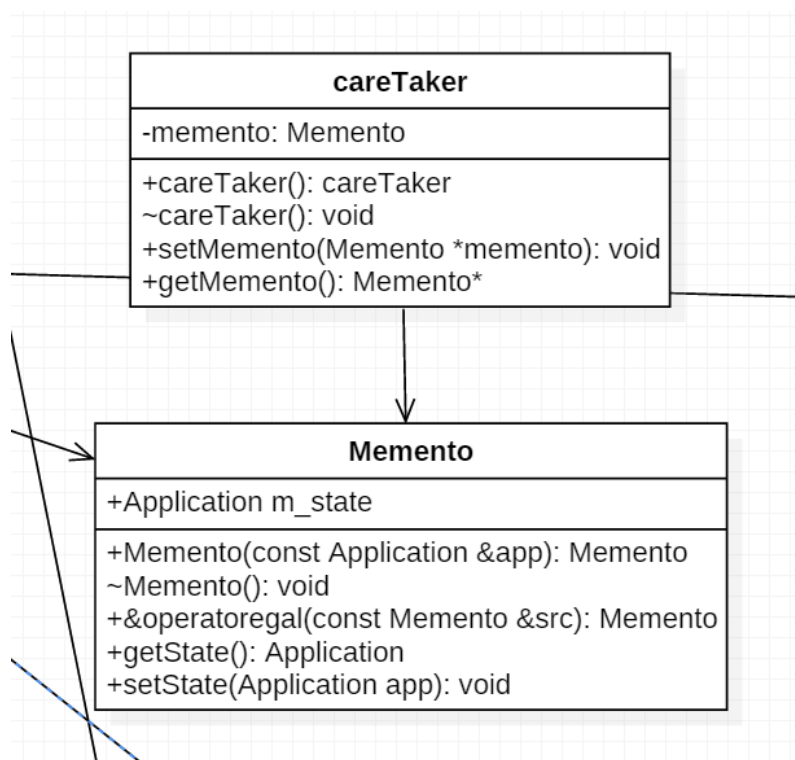 careTaker
-memento: Memento
+careTaker(): careTaker
~careTaker(): void
+setMemento(Memento *memento): void
+getMemento(): Memento*
Memento
+Application m_state
+Memento(const Application &app): Memento
~Memento(): void
+&operatoregal(const Memento &src): Memento
+getState(): Application
+setState(Application app): void